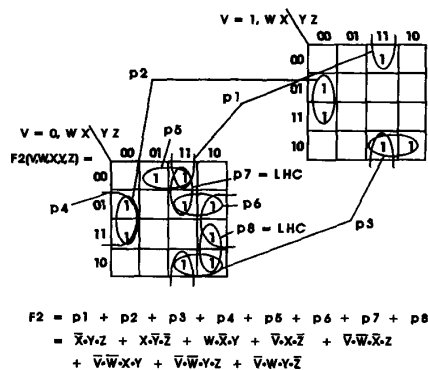 V = 1, W X Y Z
00 01 11 10
00 1
p2
01 1
p1
11 1
10 1 1
V = 0, W X Y Z
p5
00 01 11 10
F2(V,W,X,Y,Z) =
00 1 1
p7 = LHC
p4 01 1 1 1 p6
p3
11 1 1 p8 = LHC
10 1 1
F2 = p1 + p2 + p3 + p4 + p5 + p6 + p7 + p8
= X̅•Y•Z + X•Y̅•Z̅ + W•X̅•Y + V̅•X•Z̅ + V̅•W̅•X̅•Z
+ V̅•W̅•X•Y + V̅•W̅•Y•Z + V̅•W•Y•Z̅